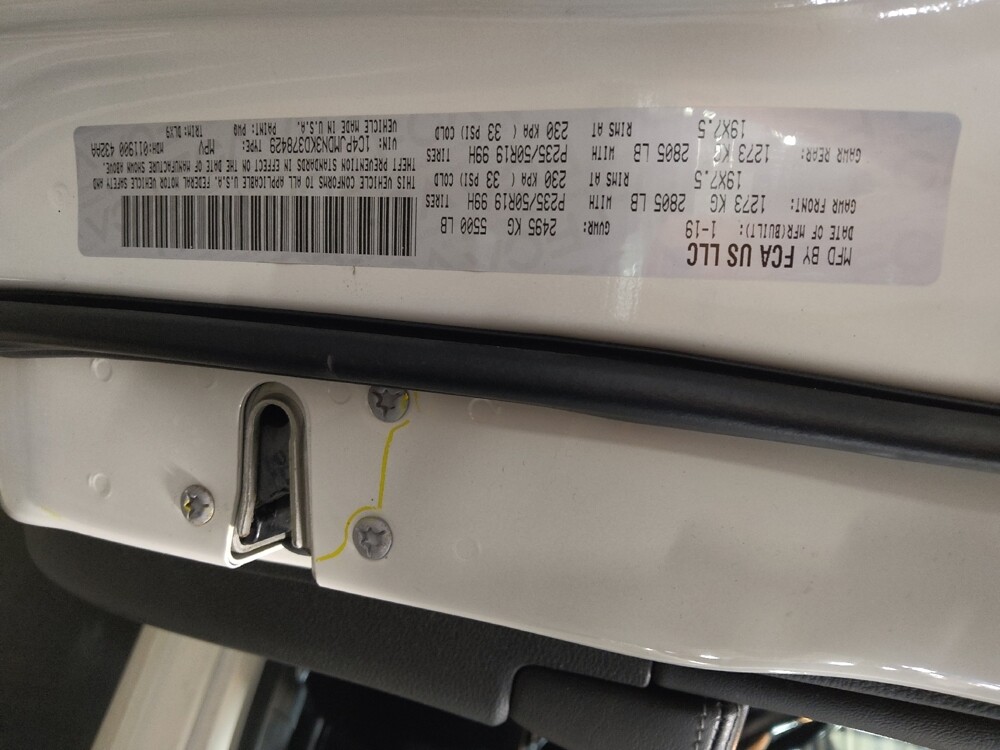 MFD BY FCA US LLC
DATE OF MFR(BUILT): 1-19
GVWR: 2495 KG 5500 LB
GAWR FRONT: 1273 KG 2805 LB WITH P235/50R19 99H TIRES
19X7.5 RIMS AT 230 KPA ( 33 PSI) COLD
GAWR REAR: 1273 KG 2805 LB WITH P235/50R19 99H TIRES
19X7.5 RIMS AT 230 KPA ( 33 PSI) COLD
THIS VEHICLE CONFORMS TO ALL APPLICABLE U.S.A. FEDERAL MOTOR VEHICLE SAFETY AND
THEFT PREVENTION STANDARDS IN EFFECT ON THE DATE OF MANUFACTURE SHOWN ABOVE.
VIN: 1C4PJMDN3KD378429 TYPE: MPV MDH:011900 432AA
VEHICLE MADE IN U.S.A. PAINT: PWD TRIM: DLX9